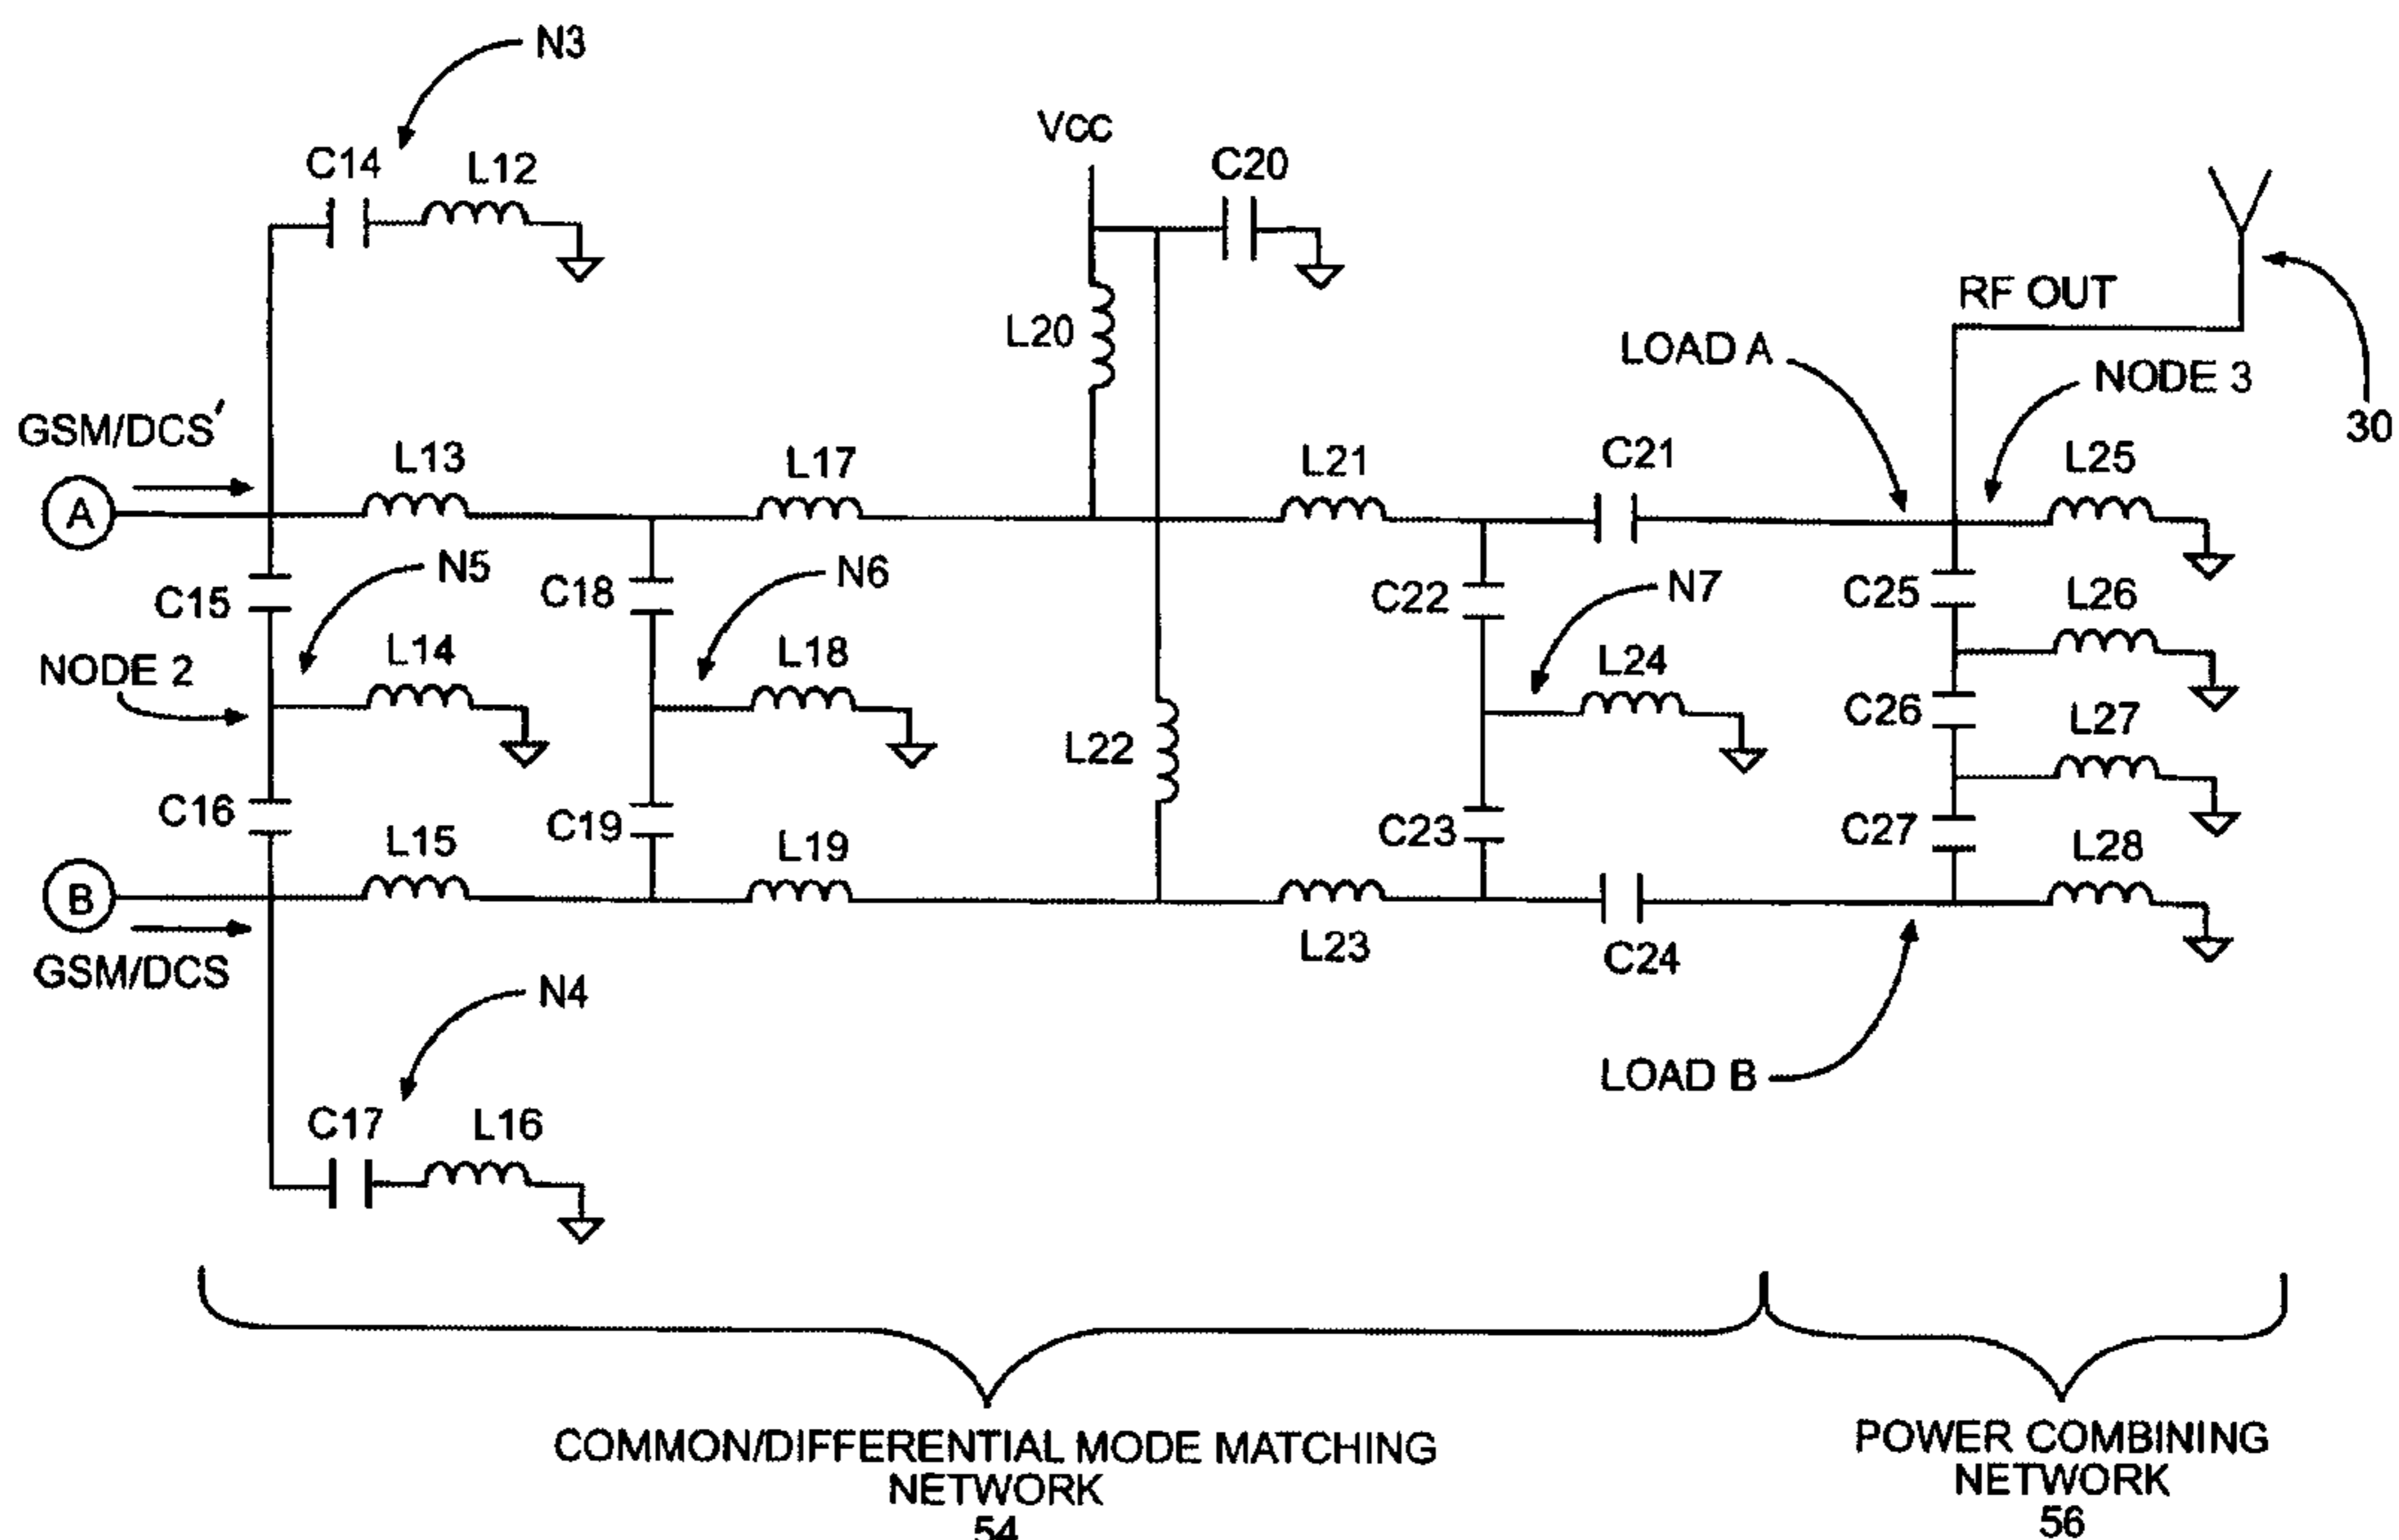 N3
C14
L12
VCC
C20
L20
RF OUT
LOAD A
NODE 3
30
GSM/DCS'
A
L13
L17
L21
C21
L25
C15
N5
C18
N6
C22
N7
C25
L26
NODE 2
L14
L18
L24
C26
L27
L22
C16
C19
C23
C27
L15
L19
L28
B
GSM/DCS
L23
C24
N4
LOAD B
C17
L16
COMMON/DIFFERENTIAL MODE MATCHING
NETWORK
54
POWER COMBINING
NETWORK
56